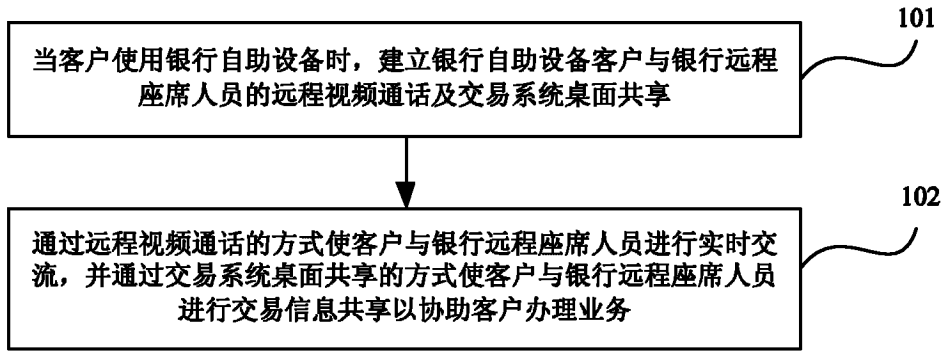 101
当客户使用银行自助设备时，建立银行自助设备客户与银行远程
座席人员的远程视频通话及交易系统桌面共享
102
通过远程视频通话的方式使客户与银行远程座席人员进行实时交
流，并通过交易系统桌面共享的方式使客户与银行远程座席人员
进行交易信息共享以协助客户办理业务